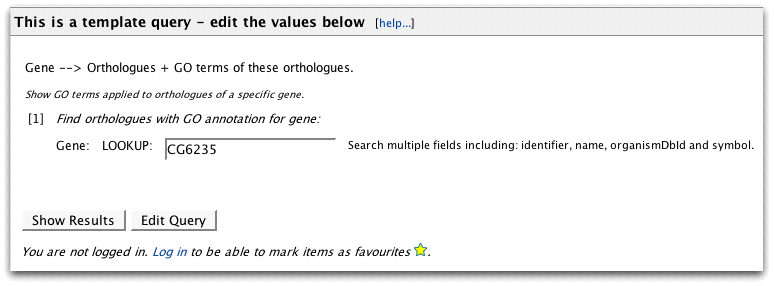 This is a template query - edit the values below [help...]
Gene --> Orthologues + GO terms of these orthologues.
Show GO terms applied to orthologues of a specific gene.
[1] Find orthologues with GO annotation for gene:
Gene: LOOKUP: CG6235 Search multiple fields including: identifier, name, organismDbId and symbol.
Show Results Edit Query
You are not logged in. Log in to be able to mark items as favourites .